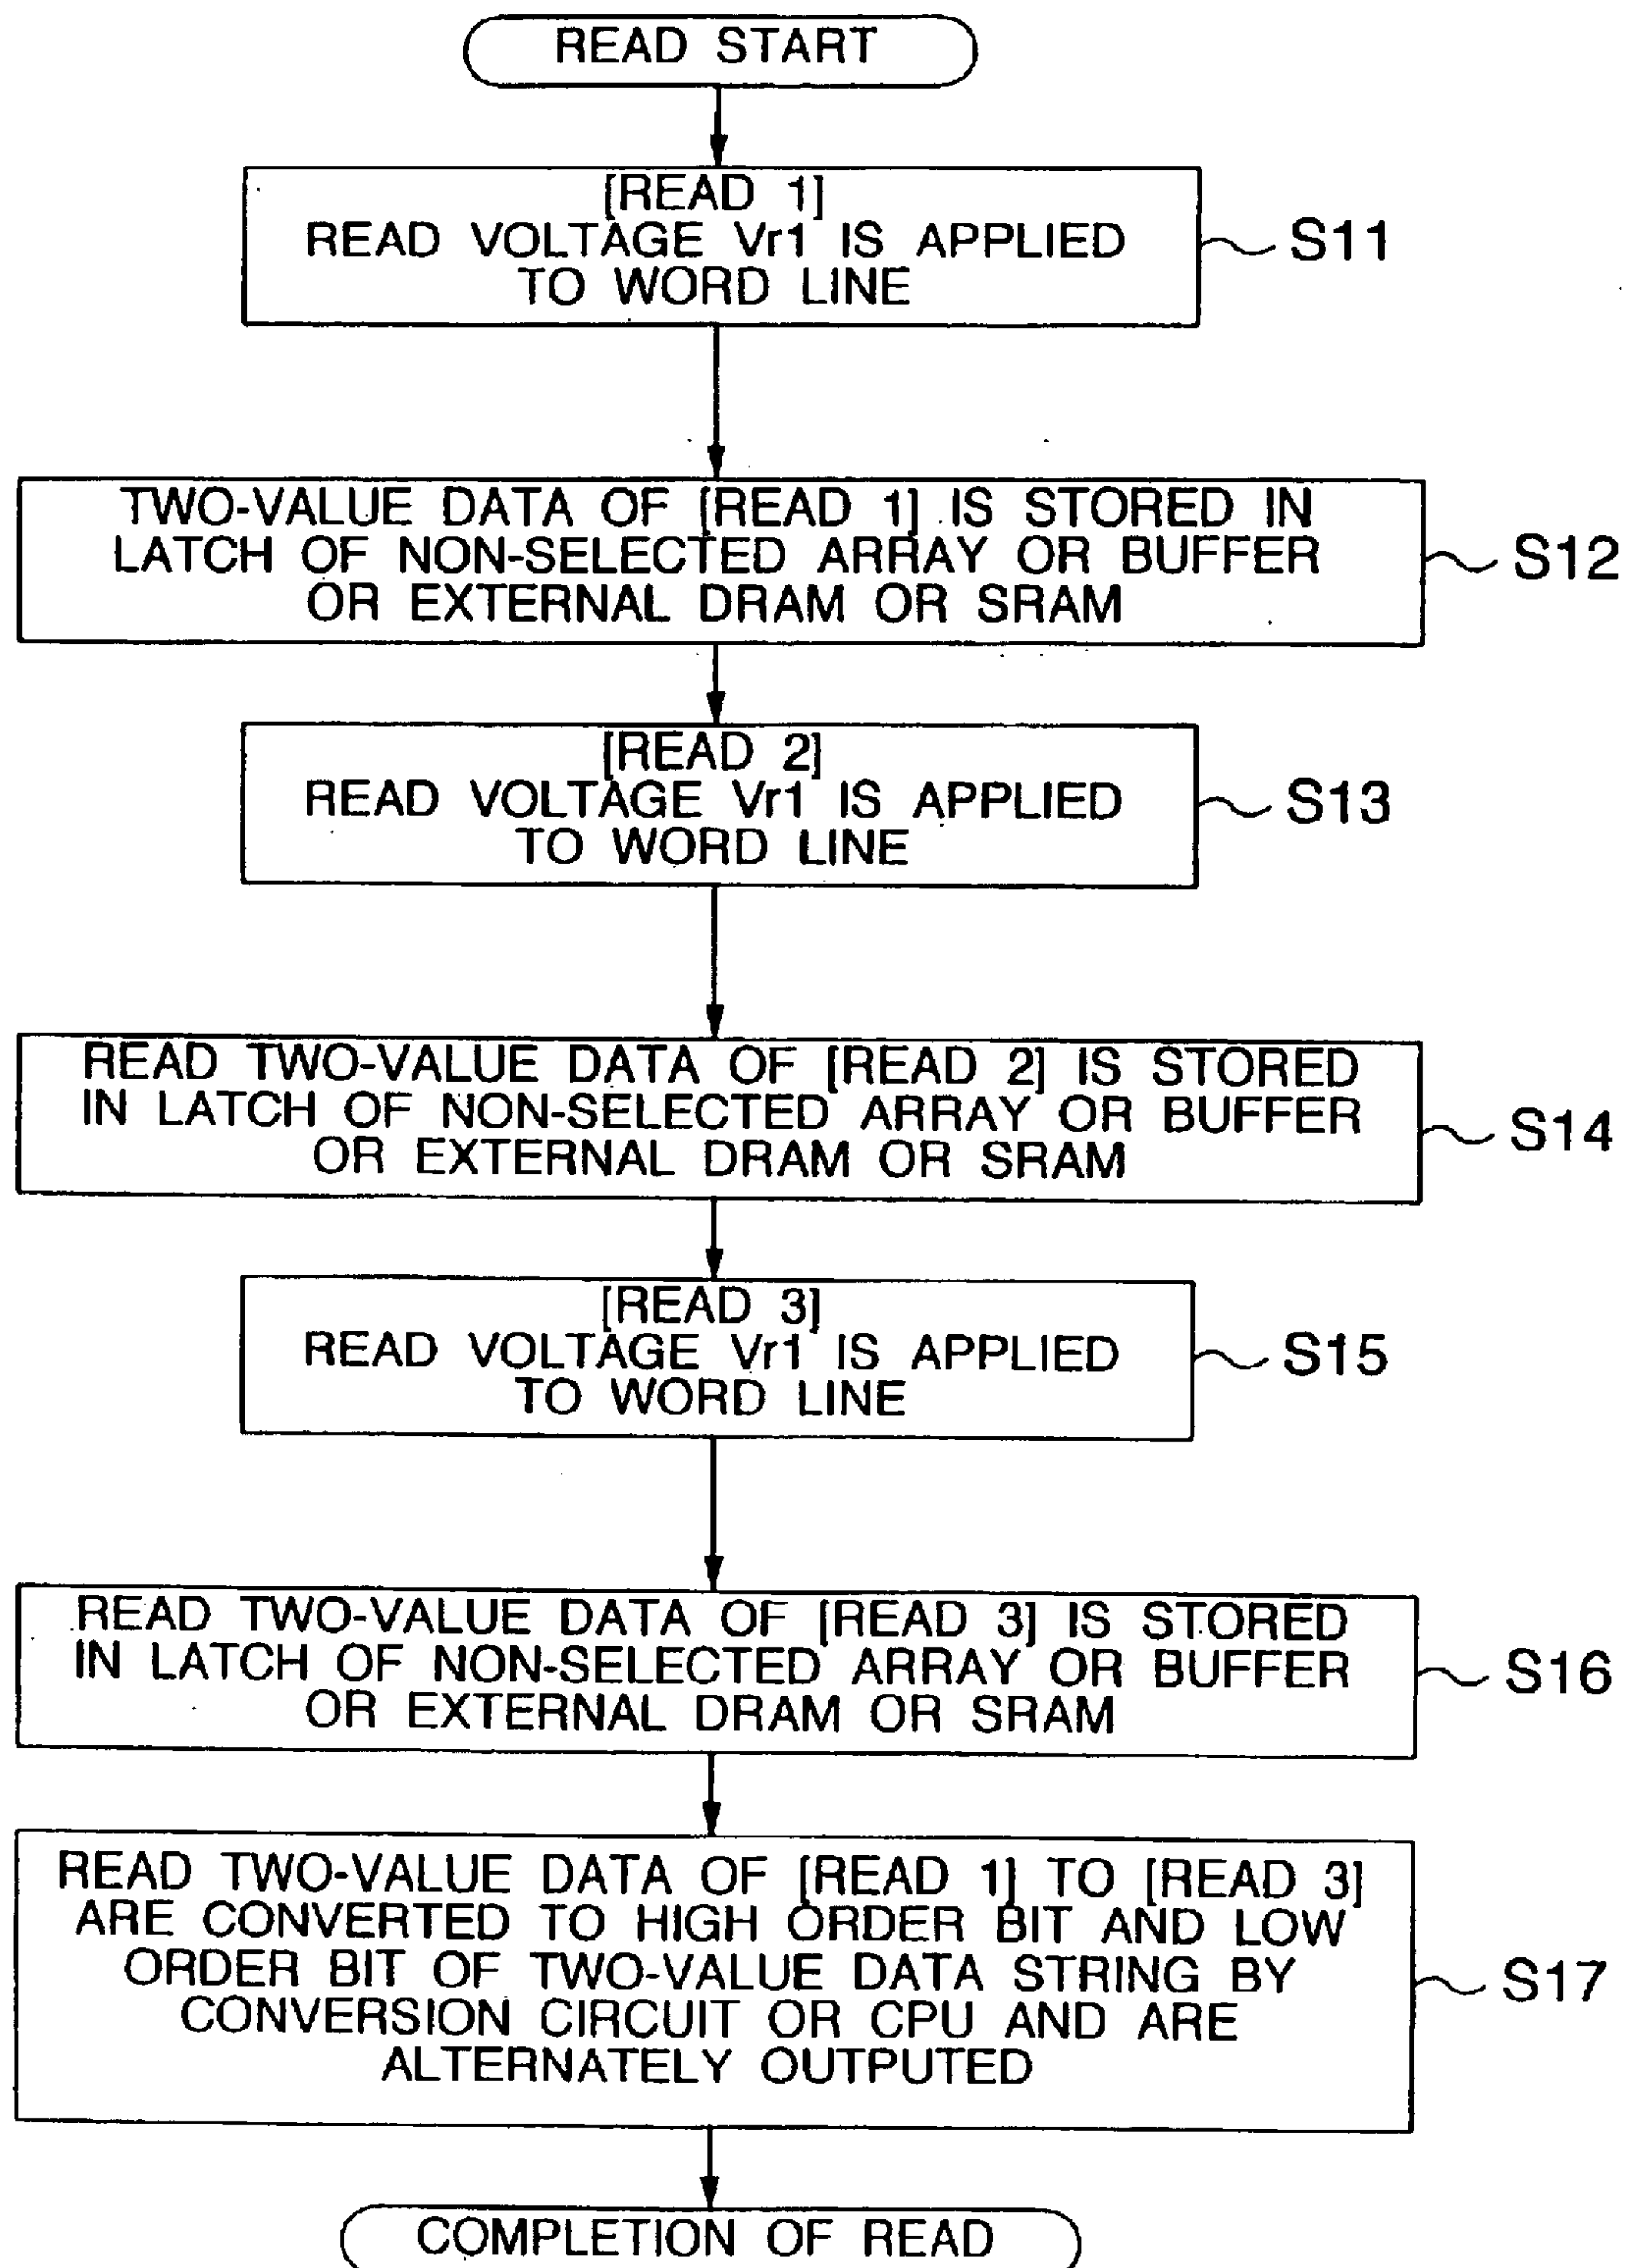 READ START
[READ 1]
READ VOLTAGE Vr1 IS APPLIED
TO WORD LINE
S11
TWO-VALUE DATA OF [READ 1] IS STORED IN
LATCH OF NON-SELECTED ARRAY OR BUFFER
OR EXTERNAL DRAM OR SRAM
S12
[READ 2]
READ VOLTAGE Vr1 IS APPLIED
TO WORD LINE
S13
READ TWO-VALUE DATA OF [READ 2] IS STORED
IN LATCH OF NON-SELECTED ARRAY OR BUFFER
OR EXTERNAL DRAM OR SRAM
S14
[READ 3]
READ VOLTAGE Vr1 IS APPLIED
TO WORD LINE
S15
READ TWO-VALUE DATA OF [READ 3] IS STORED
IN LATCH OF NON-SELECTED ARRAY OR BUFFER
OR EXTERNAL DRAM OR SRAM
S16
READ TWO-VALUE DATA OF [READ 1] TO [READ 3]
ARE CONVERTED TO HIGH ORDER BIT AND LOW
ORDER BIT OF TWO-VALUE DATA STRING BY
CONVERSION CIRCUIT OR CPU AND ARE
ALTERNATELY OUTPUTED
S17
COMPLETION OF READ